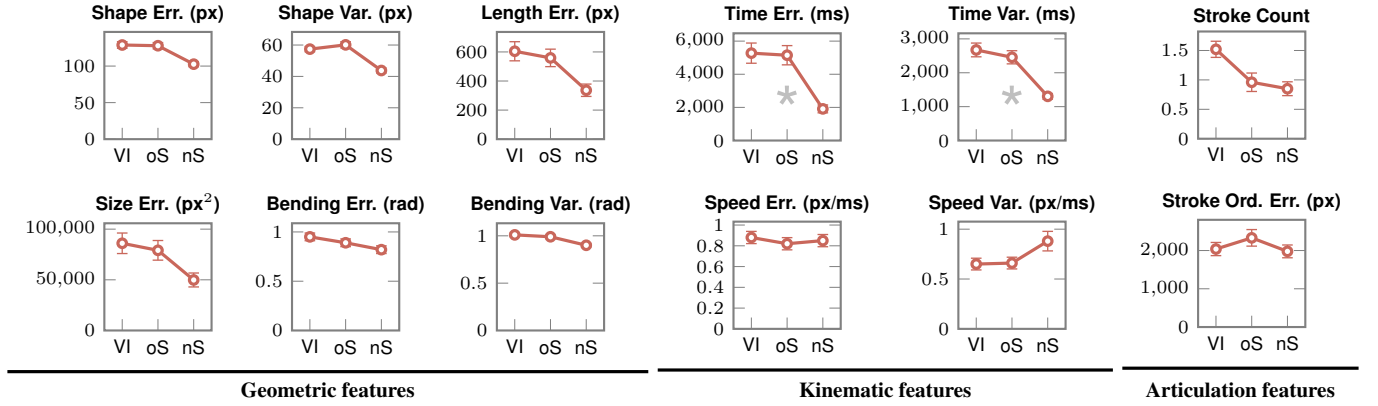 Shape Err. (px)
100
50
0
VI oS nS
Shape Var. (px)
60
40
20
0
VI oS nS
Length Err. (px)
600
400
200
0
VI oS nS
Time Err. (ms)
6,000
4,000
2,000
0
*
VI oS nS
Time Var. (ms)
3,000
2,000
1,000
0
*
VI oS nS
Stroke Count
1.5
1
0.5
0
VI oS nS
Size Err. (px²)
100,000
50,000
0
VI oS nS
Bending Err. (rad)
1
0.5
0
VI oS nS
Bending Var. (rad)
1
0.5
0
VI oS nS
Speed Err. (px/ms)
1
0.8
0.6
0.4
0.2
0
VI oS nS
Speed Var. (px/ms)
1
0.5
0
VI oS nS
Stroke Ord. Err. (px)
2,000
1,000
0
VI oS nS
Geometric features
Kinematic features
Articulation features